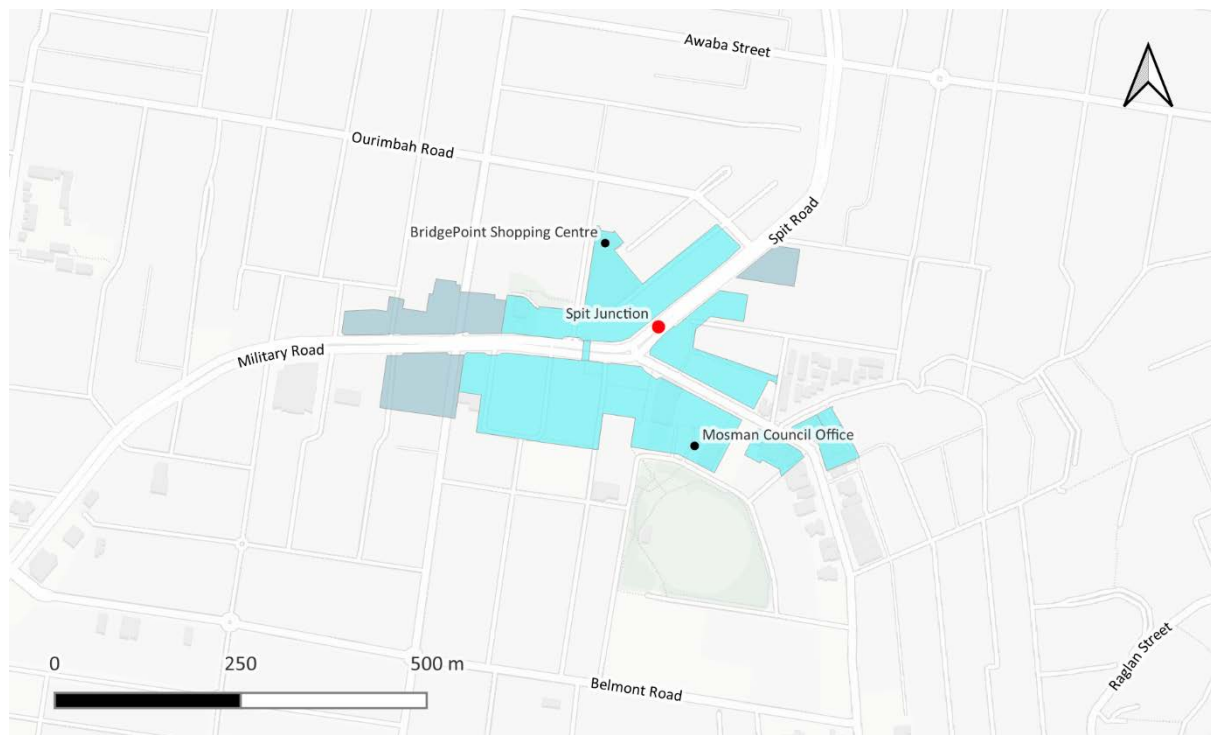 Awaba Street
Ourimbah Road
Spit Road
BridgePoint Shopping Centre
Spit Junction
Military Road
Mosman Council Office
Raglan Street
0 250 500 m
Belmont Road